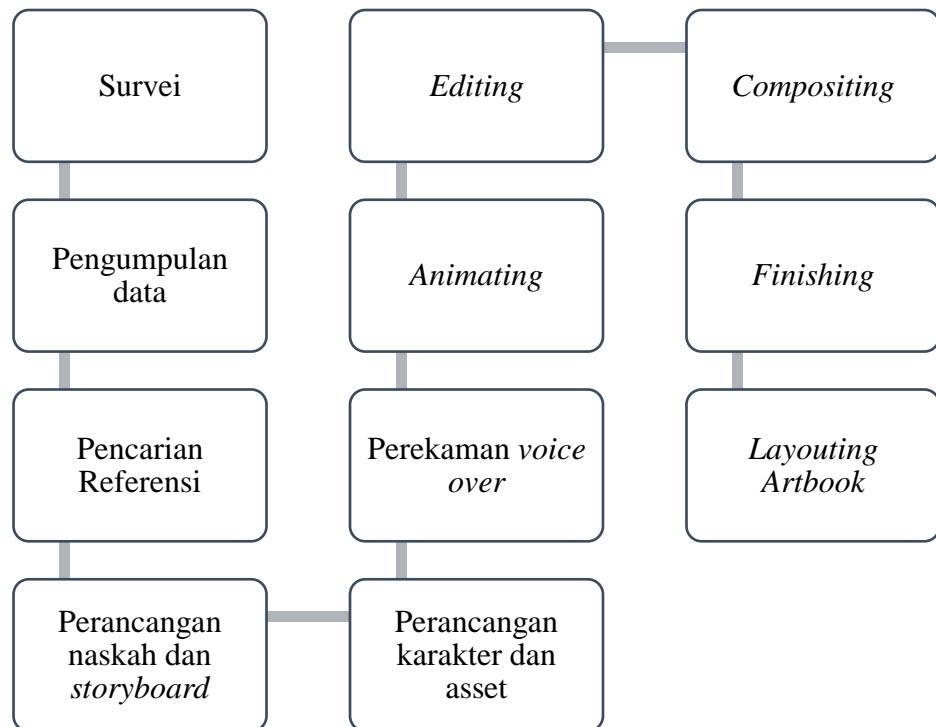 Survei
Pengumpulan
data
Pencarian
Referensi
Perancangan
naskah dan
storyboard
Perancangan
karakter dan
asset
Perekaman voice
over
Animating
Editing
Compositing
Finishing
Layouting
Artbook